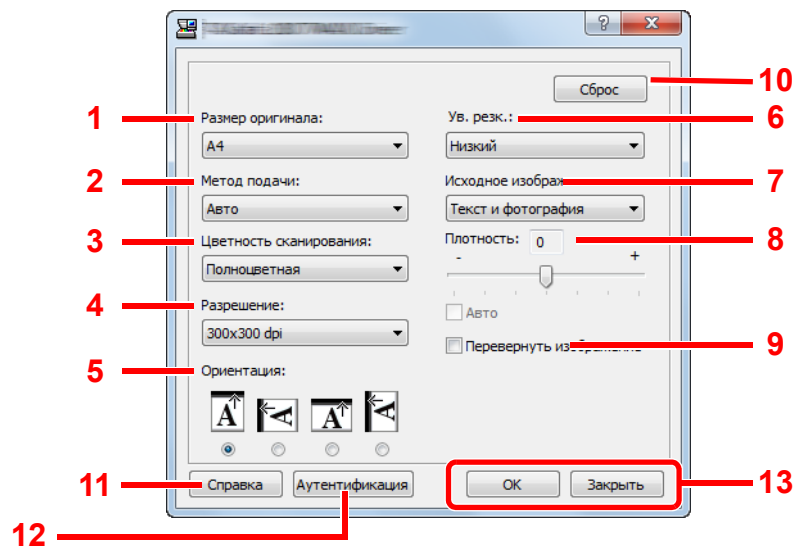 10
Сброс
1
Размер оригинала:
A4
2
Метод подачи:
Авто
3
Цветность сканирования:
Полноцветная
4
Разрешение:
300x300 dpi
5
Ориентация:
A A A A
6
Ув. резк.:
Низкий
7
Исходное изображ
Текст и фотография
8
Плотность: 0
- +
Авто
9
Перевернуть изображение
11
Справка
12
Аутентификация
OK
Закрыть
13